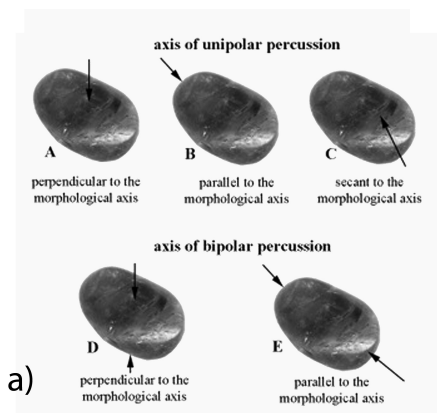 axis of unipolar percussion
A
B
C
perpendicular to the
morphological axis
parallel to the
morphological axis
secant to the
morphological axis
axis of bipolar percussion
D
E
perpendicular to the
morphological axis
parallel to the
morphological axis
a)